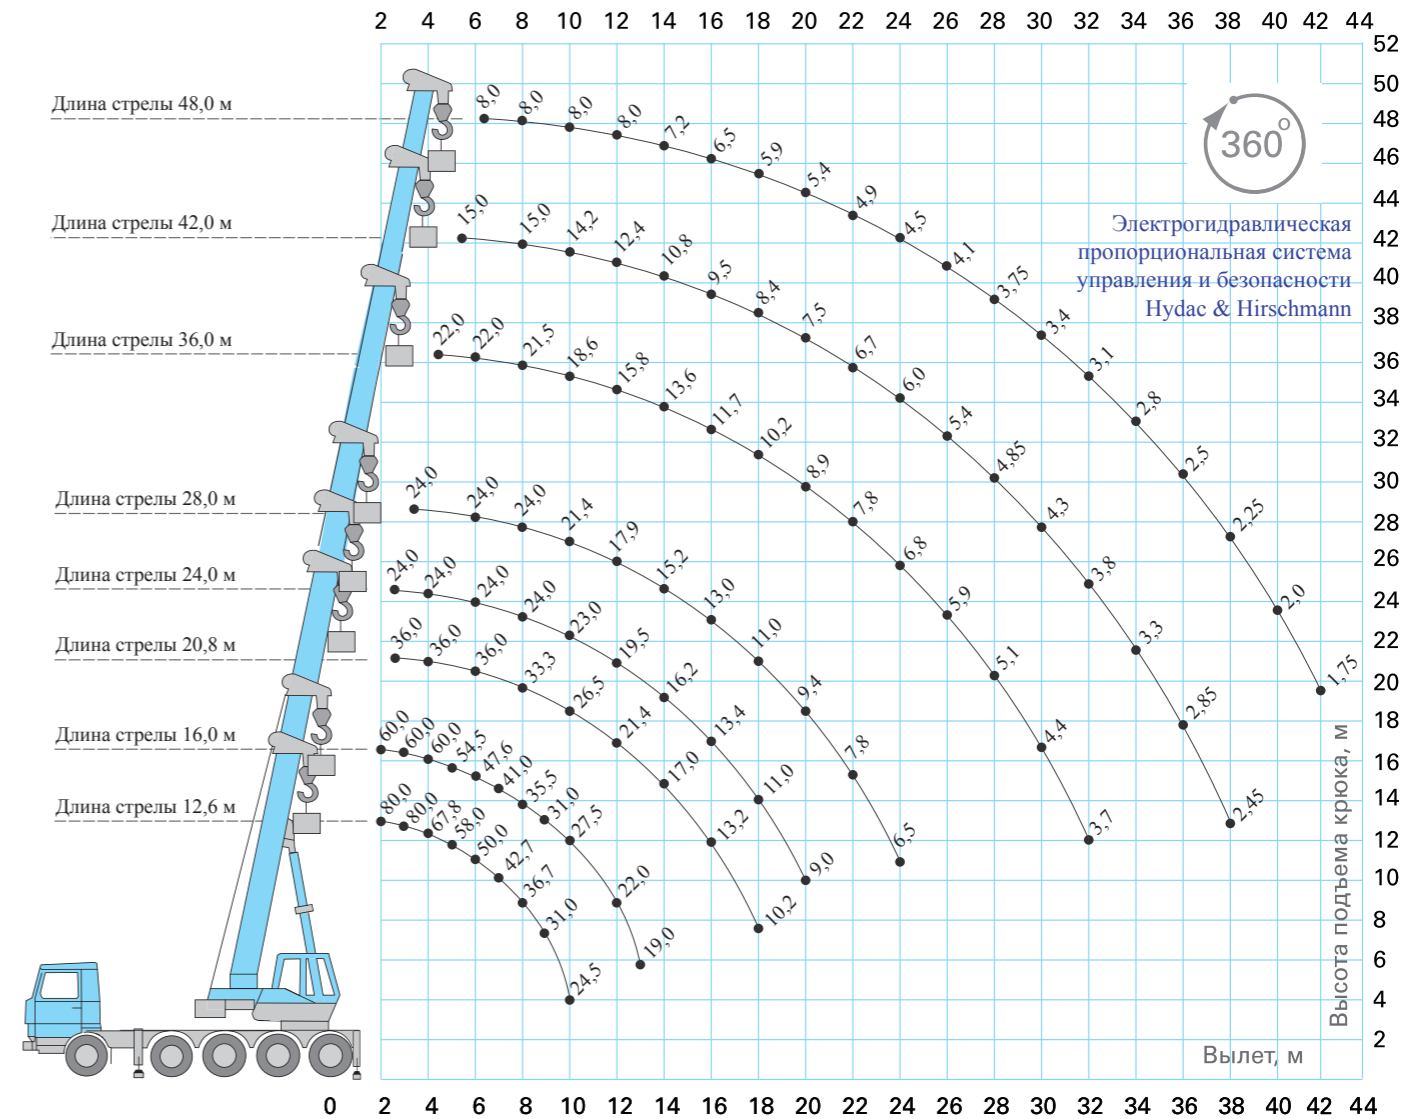 2 4 6 8 10 12 14 16 18 20 22 24 26 28 30 32 34 36 38 40 42 44
52
50
48
46
44
42
40
38
36
34
32
30
28
26
24
22
20
18
16
14
12
10
8
6
4
2
360°
Электрогидравлическая
пропорциональная система
управления и безопасности
Hydac & Hirschmann
Длина стрелы 48,0 м
8,0 8,0 8,0 8,0 7,2 6,5 5,9 5,4 4,9 4,5 4,1 3,75 3,4 3,1 2,8 2,5 2,25 2,0 1,75
Длина стрелы 42,0 м
15,0 15,0 14,2 12,4 10,8 9,5 8,4 7,5 6,7 6,0 5,4 4,85 4,3 3,8 3,3 2,85 2,45
Длина стрелы 36,0 м
22,0 22,0 21,5 18,6 15,8 13,6 11,7 10,2 8,9 7,8 6,8 5,9 5,1 4,4 3,7
Длина стрелы 28,0 м
24,0 24,0 24,0 21,4 17,9 15,2 13,0 11,0 9,4 7,8 6,5
Длина стрелы 24,0 м
24,0 24,0 24,0 24,0 23,0 19,5 16,2 13,4 11,0 9,0
Длина стрелы 20,8 м
36,0 36,0 36,0 33,3 26,5 21,4 17,0 13,2 10,2
Длина стрелы 16,0 м
60,0 60,0 60,0 54,5 47,6 41,0 35,5 31,0 27,5 22,0 19,0
Длина стрелы 12,6 м
80,0 80,0 67,8 58,0 50,0 42,7 36,7 31,0 24,5
Высота подъема крюка, м
Вылет, м
0 2 4 6 8 10 12 14 16 18 20 22 24 26 28 30 32 34 36 38 40 42 44